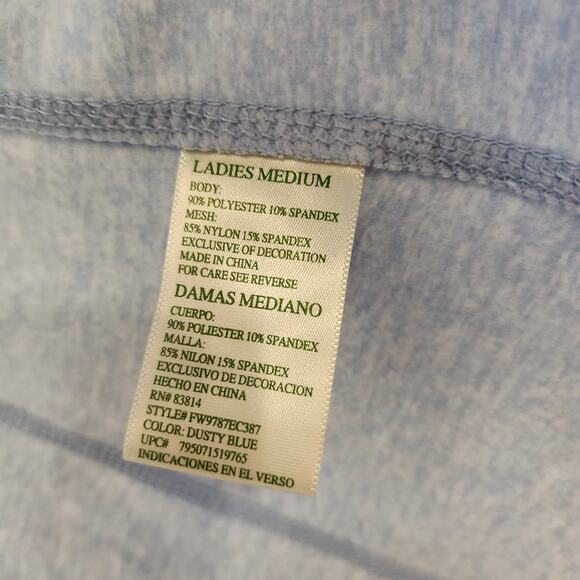 LADIES MEDIUM
BODY:
90% POLYESTER 10% SPANDEX
MESH:
85% NYLON 15% SPANDEX
EXCLUSIVE OF DECORATION
MADE IN CHINA
FOR CARE SEE REVERSE
DAMAS MEDIANO
CUERPO:
90% POLIESTER 10% SPANDEX
MALLA:
85% NILON 15% SPANDEX
EXCLUSIVO DE DECORACION
HECHO EN CHINA
RN# 83814
STYLE# FW9787EC387
COLOR: DUSTY BLUE
UPC# 795071519765
INDICACIONES EN EL VERSO